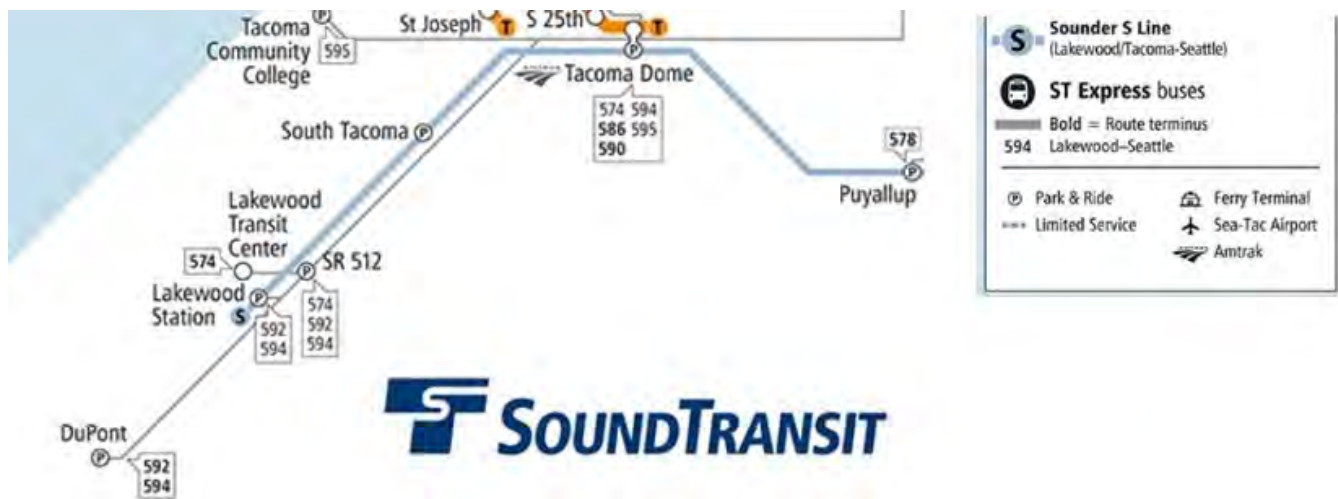 Tacoma
Community
College
595
St Joseph
T
S 25th
T
P
P
Tacoma Dome
574 594
586 595
590
South Tacoma P
578
P
Puyallup
Lakewood
Transit
Center
574
P SR 512
574
592
594
Lakewood
Station
P
S
592
594
DuPont
P
592
594
SOUNDTRANSIT
S Sounder S Line
(Lakewood/Tacoma-Seattle)
ST Express buses
Bold = Route terminus
594 Lakewood–Seattle
P Park & Ride
Limited Service
Ferry Terminal
Sea-Tac Airport
Amtrak